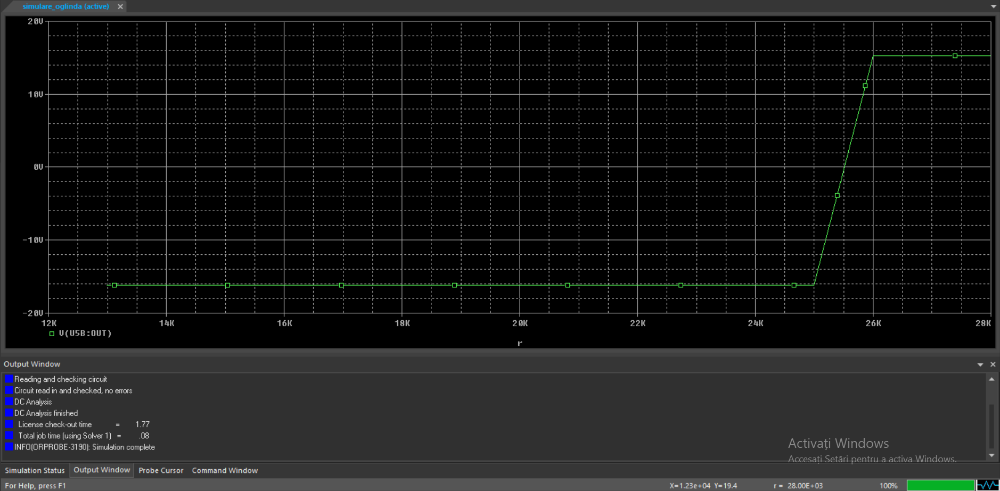 simulare_oglinda (active)
20V
10V
0V
-10V
-20V
12K 14K 16K 18K 20K 22K 24K 26K 28K
V(U5B:OUT)
r
Output Window
Reading and checking circuit
Circuit read in and checked, no errors
DC Analysis
DC Analysis finished
License check-out time = 1.77
Total job time (using Solver 1) = .08
INFO(ORPROBE-3190): Simulation complete
Activați Windows
Accesați Setări pentru a activa Windows.
Simulation Status Output Window Probe Cursor Command Window
For Help, press F1 X=1.23e+04 Y=19.4 r = 28.00E+03 100%